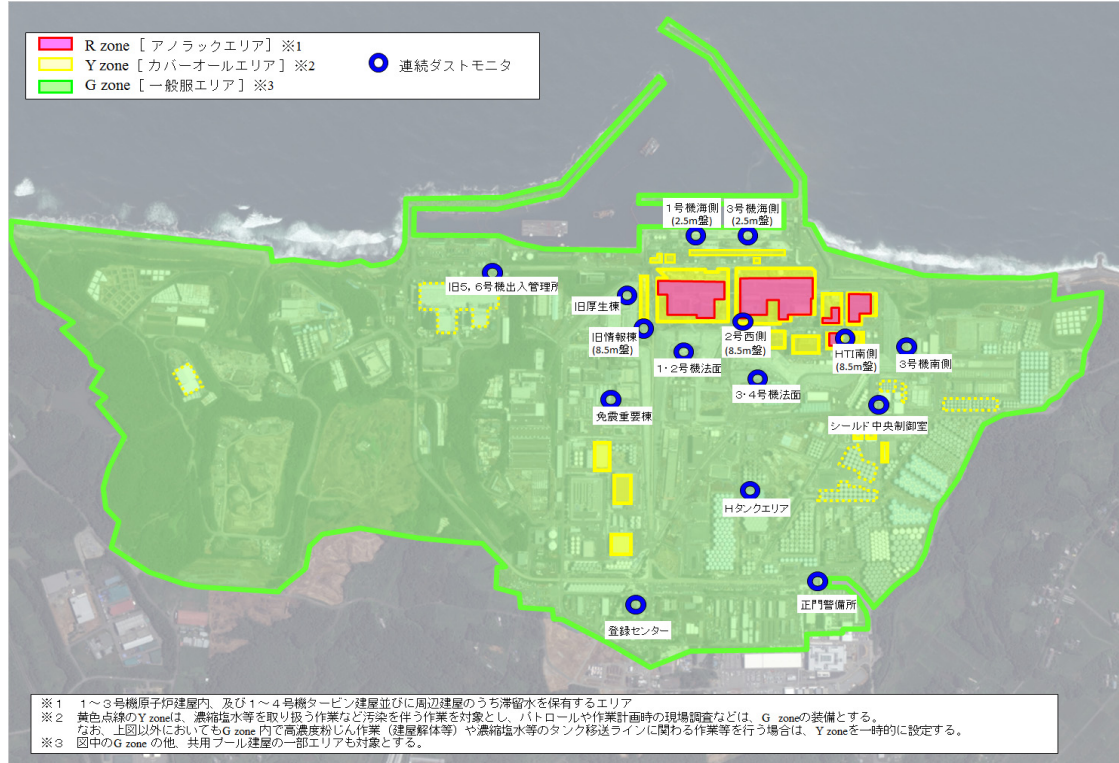 R zone [ アノラックエリア] ※1
Y zone [ カバーオールエリア] ※2
G zone [ 一般服エリア] ※3
連続ダストモニタ
1号機海側
(2.5m盤)
3号機海側
(2.5m盤)
旧5, 6号機出入管理所
旧厚生棟
旧情報棟
(8.5m盤)
2号西側
(8.5m盤)
HTI南側
(8.5m盤)
3号機南側
1・2号機法面
3・4号機法面
免震重要棟
シールド中央制御室
Hタンクエリア
正門警備所
登録センター
※1 1～3号機原子炉建屋内、及び1～4号機タービン建屋並びに周辺建屋のうち滞留水を保有するエリア
※2 黄色点線のY zoneは、濃縮塩水等を取り扱う作業など汚染を伴う作業を対象とし、パトロールや作業計画時の現場調査などは、G zoneの装備とする。
なお、上図以外においてもG zone 内で高濃度粉じん作業（建屋解体等）や濃縮塩水等のタンク移送ラインに関わる作業等を行う場合は、Y zoneを一時的に設定する。
※3 図中のG zone の他、共用プール建屋の一部エリアも対象とする。